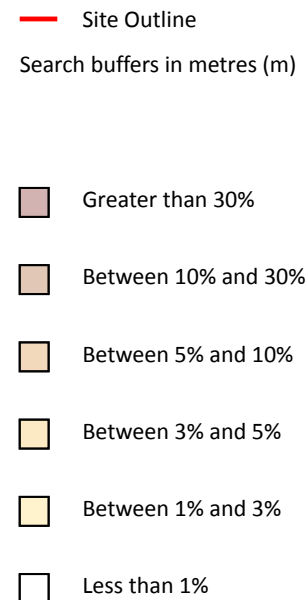 Site Outline
Search buffers in metres (m)
Greater than 30%
Between 10% and 30%
Between 5% and 10%
Between 3% and 5%
Between 1% and 3%
Less than 1%